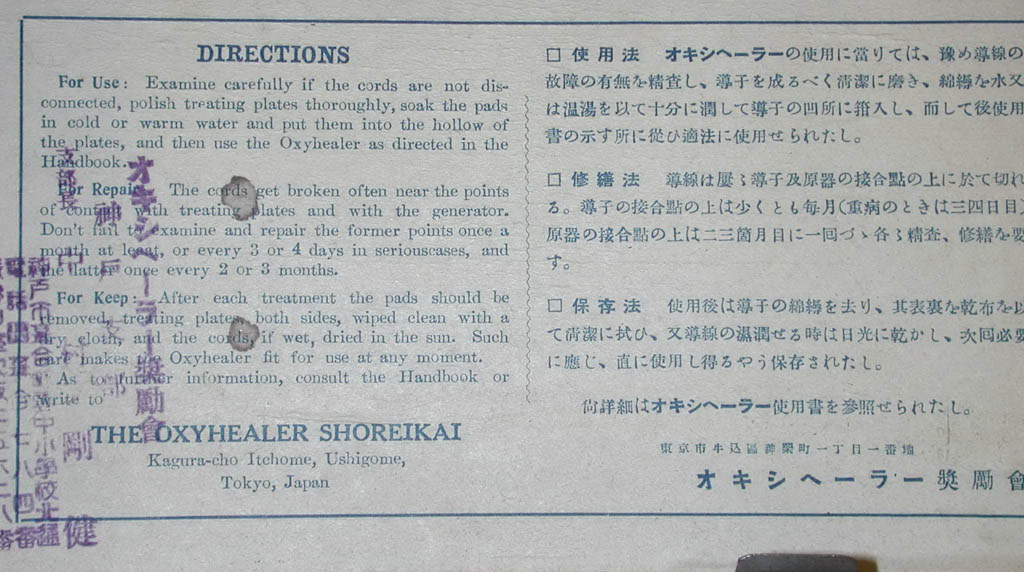 DIRECTIONS
For Use: Examine carefully if the cords are not dis-
connected, polish treating plates thoroughly, soak the pads
in cold or warm water and put them into the hollow of
the plates, and then use the Oxyhealer as directed in the
Handbook.
For Repair: The cords get broken often near the points
of contact with treating plates and with the generator.
Don't fail to examine and repair the former points once a
month at least, or every 3 or 4 days in seriouscases, and
the latter once every 2 or 3 months.
For Keep: After each treatment the pads should be
removed, treating plates, both sides, wiped clean with a
dry cloth, and the cords, if wet, dried in the sun. Such
care makes the Oxyhealer fit for use at any moment.
As to further information, consult the Handbook or
write to
THE OXYHEALER SHOREIKAI
Kagura-cho Itchome, Ushigome,
Tokyo, Japan
□ 使用法 オキシヘーラーの使用に當りては、豫め導線の
故障の有無を精査し、導子を成るべく清潔に磨き、綿縟を水又
は温湯を以て十分に潤して導子の凹所に箝入し、而して後使用
書の示す所に從ひ適法に使用せられたし。
□ 修繕法 導線は屢〻導子及原器の接合點の上に於て切れ
る。導子の接合點の上は少くとも毎月(重病のときは三四日目)
原器の接合點の上は二三箇月目に一回づゝ各〻精査、修繕を要
す。
□ 保存法 使用後は導子の綿縟を去り、其表裏を乾布を以
て清潔に拭ひ、又導線の濕潤せる時は日光に乾かし、次回必要
に應じ、直に使用し得るやう保存されたし。
尙詳細はオキシヘーラー使用書を參照せられたし。
東京市牛込區神樂町一丁目一番地
オキシヘーラー奬勵會
オキシヘーラー奬勵會
神戸支部
支部長
剛健